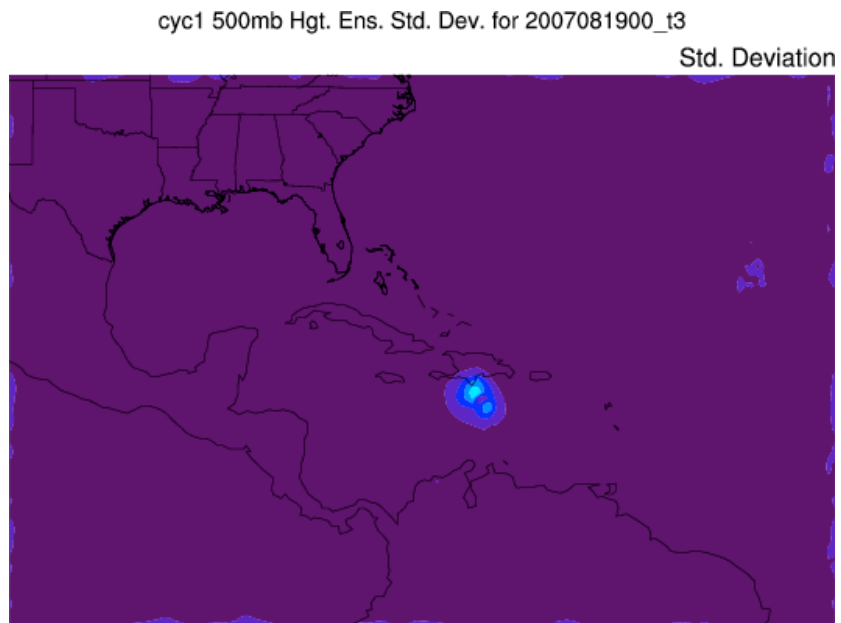 cyc1 500mb Hgt. Ens. Std. Dev. for 2007081900_t3
Std. Deviation